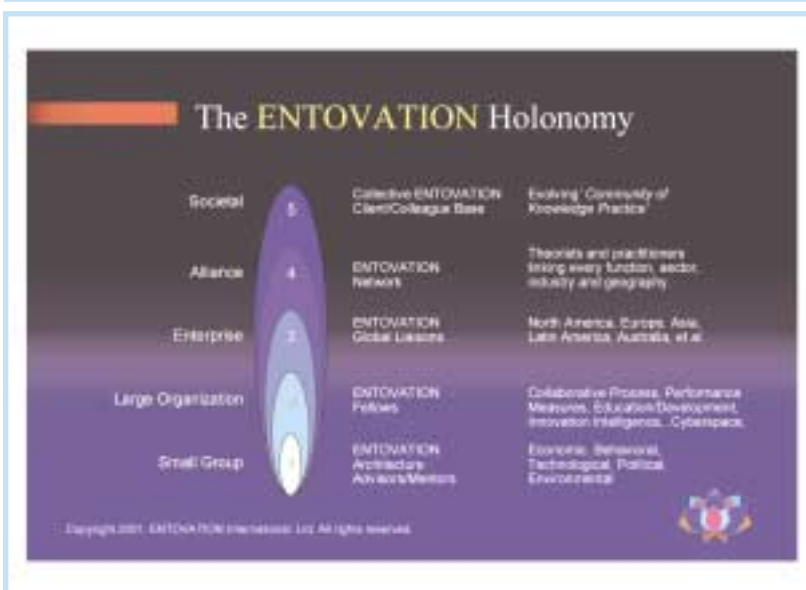 The ENTOVATION Holonomy
Societal
5
Collective ENTOVATION
Client/Colleague Base
Evolving "Community of
Knowledge Practice"
Alliance
4
ENTOVATION
Network
Theorists and practitioners
linking every function, sector,
industry and geography
Enterprise
3
ENTOVATION
Global Liaisons
North America, Europe, Asia,
Latin America, Australia, et al
Large Organization
ENTOVATION
Fellows
Collaborative Process, Performance
Measures, Education/Development,
Innovation Intelligence, Cyberspace,
Small Group
ENTOVATION
Architecture
Advisors/Mentors
Economic, Behavioral,
Technological, Political,
Environmental
Copyright 2001. ENTOVATION International, Ltd. All rights reserved.